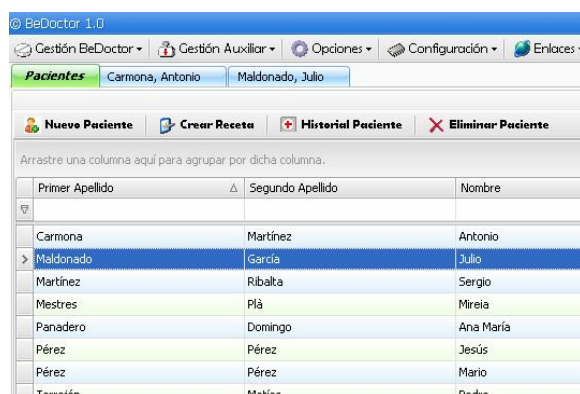 © BeDoctor 1.0
Gestión BeDoctor Gestión Auxiliar Opciones Configuración Enlaces
Pacientes Carmona, Antonio Maldonado, Julio
Nuevo Paciente Crear Receta Historial Paciente Eliminar Paciente
Arrastre una columna aquí para agrupar por dicha columna.
Primer Apellido Segundo Apellido Nombre
Carmona Martínez Antonio
Maldonado García Julio
Martínez Ribalta Sergio
Mestres Plà Mireia
Panadero Domingo Ana María
Pérez Pérez Jesús
Pérez Pérez Mario